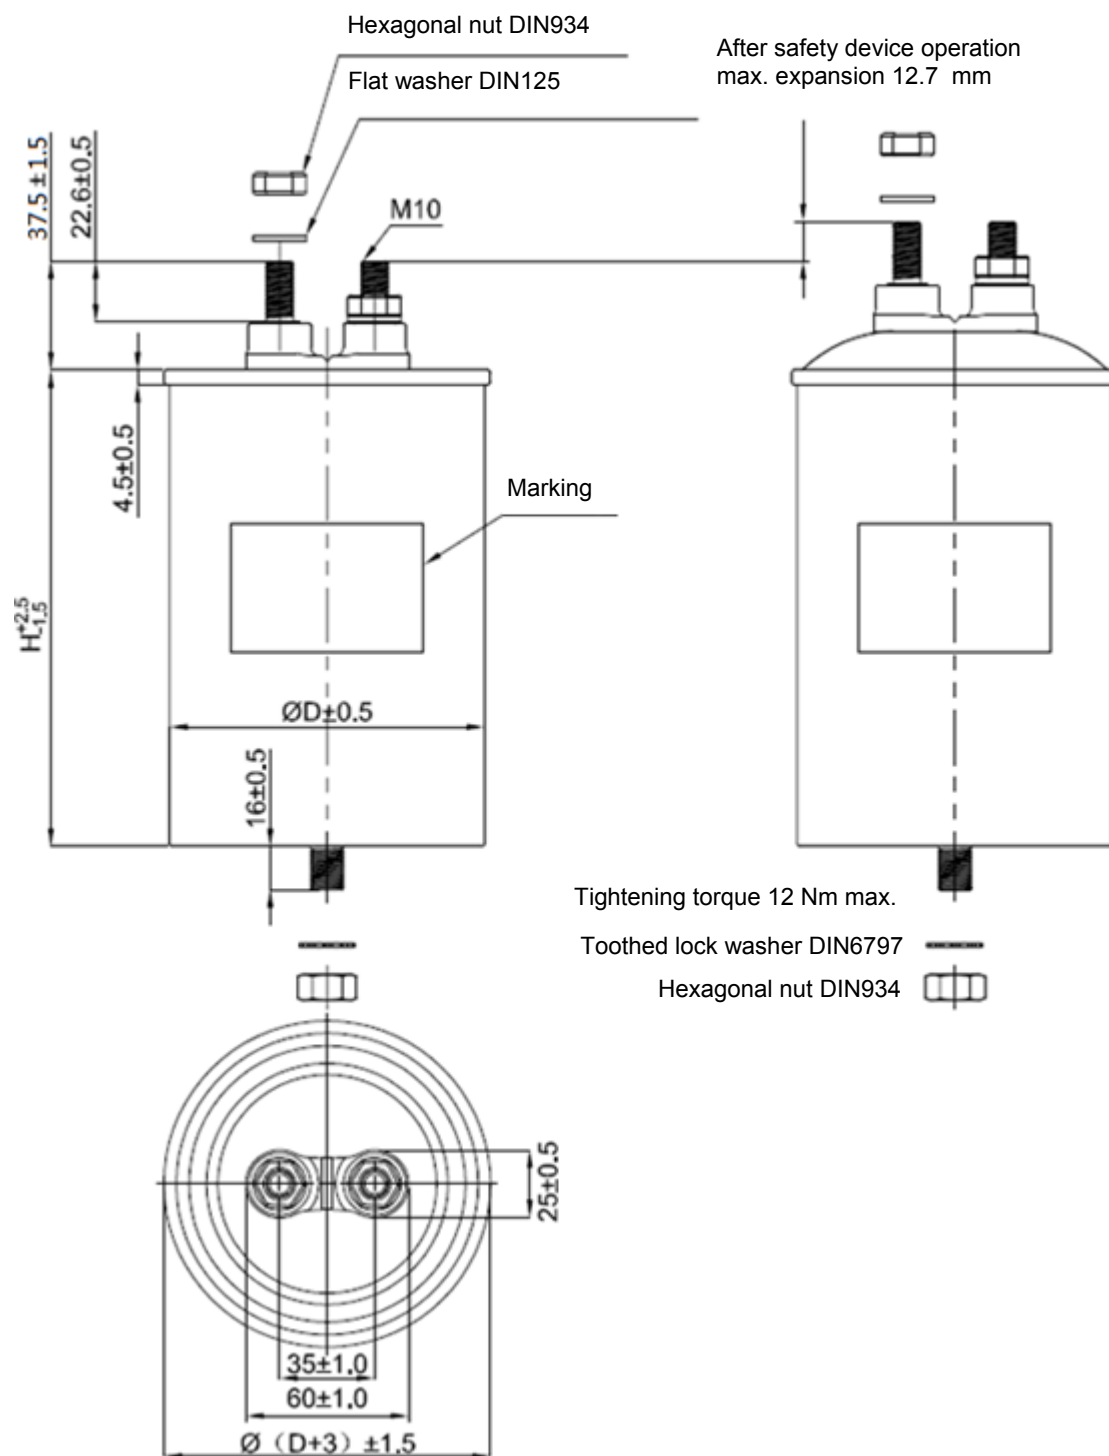 Hexagonal nut DIN934
Flat washer DIN125
After safety device operation
max. expansion 12.7 mm
37.5±1.5
22.6±0.5
M10
4.5±0.5
Marking
H+2.5
-1.5
ØD±0.5
16±0.5
Tightening torque 12 Nm max.
Toothed lock washer DIN6797
Hexagonal nut DIN934
25±0.5
35±1.0
60±1.0
Ø（D+3）±1.5